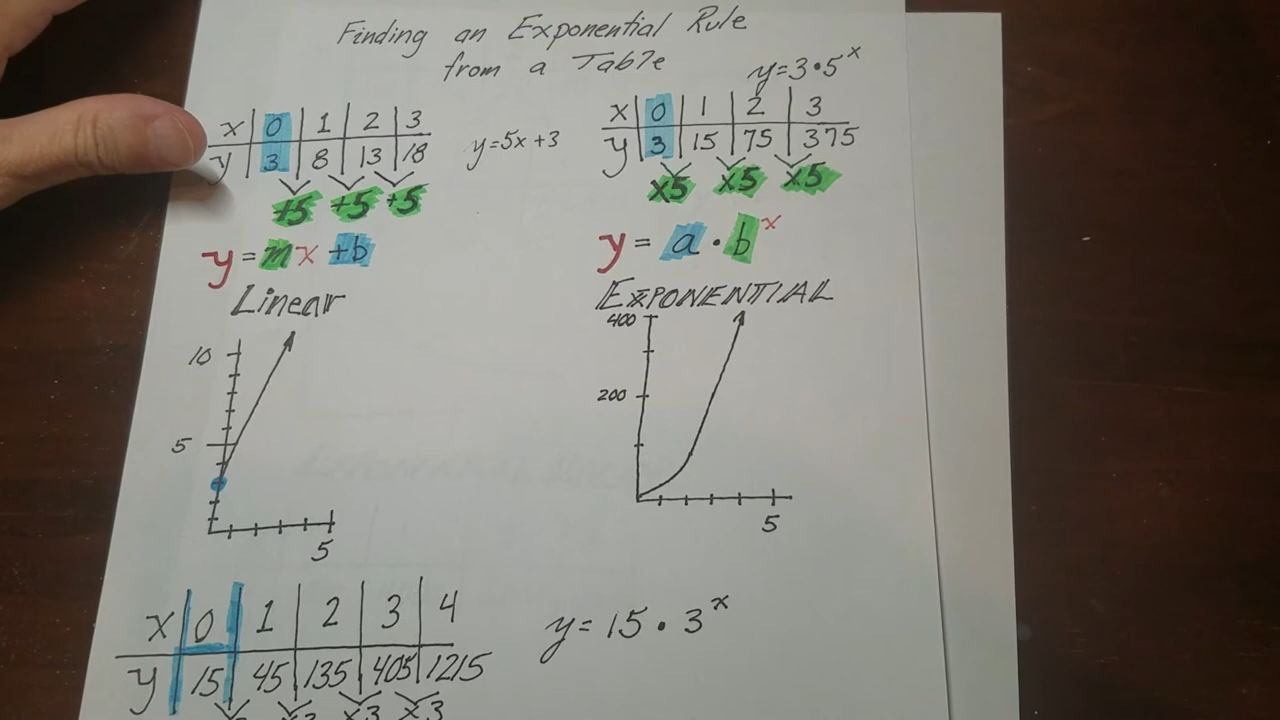 Finding an Exponential Rule
from a Table
x | 0 | 1 | 2 | 3
y | 3 | 8 | 13 | 18
+5 +5 +5
y=5x+3
y = mx +b
Linear
10
5
5
y=3•5^x
x | 0 | 1 | 2 | 3
y | 3 | 15 | 75 | 375
x5 x5 x5
y = a • b^x
EXPONENTIAL
400
200
5
x | 0 | 1 | 2 | 3 | 4
y | 15 | 45 | 135 | 405 | 1215
x3 x3
y= 15 • 3^x